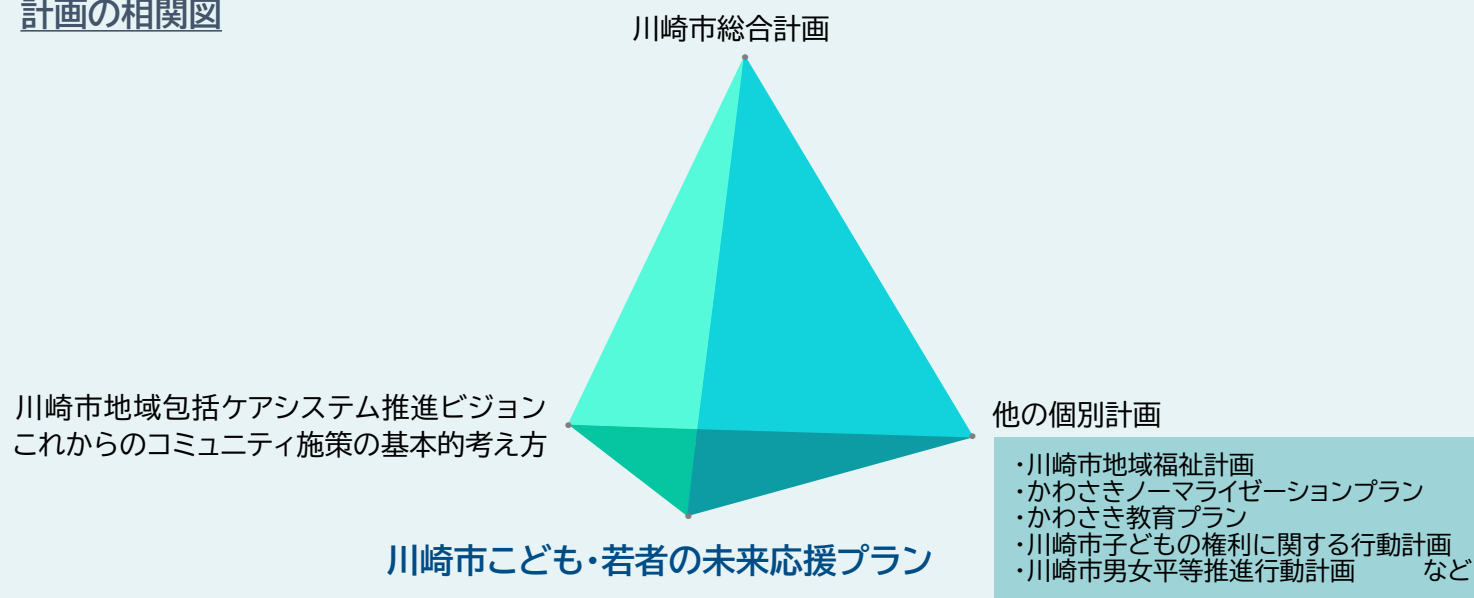 計画の相関図
川崎市総合計画
川崎市地域包括ケアシステム推進ビジョン
これからのコミュニティ施策の基本的考え方
他の個別計画
・川崎市地域福祉計画
・かわさきノーマライゼーションプラン
・かわさき教育プラン
・川崎市子どもの権利に関する行動計画
・川崎市男女平等推進行動計画　　など
川崎市こども・若者の未来応援プラン